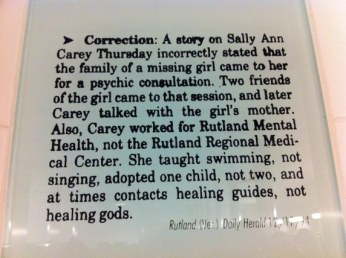 ➤ Correction: A story on Sally Ann
Carey Thursday incorrectly stated that
the family of a missing girl came to her
for a psychic consultation. Two friends
of the girl came to that session, and later
Carey talked with the girl's mother.
Also, Carey worked for Rutland Mental
Health, not the Rutland Regional Medi-
cal Center. She taught swimming, not
singing, adopted one child, not two, and
at times contacts healing guides, not
healing gods.
Rutland Daily Herald